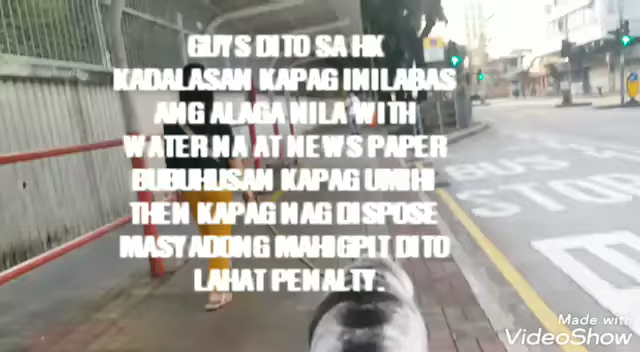 GUYS DITO SA HK
KADALASAN KAPAG INILABAS
ANG ALAGA NILA WITH
WATER NA AT NEWS PAPER
BUBUHUSAN KAPAG UMIHI
THEN KAPAG NAG DISPOSE
MASYADONG MAHIGPIT DITO
LAHAT PENALTY.
BUS
STOP
Made with
VideoShow